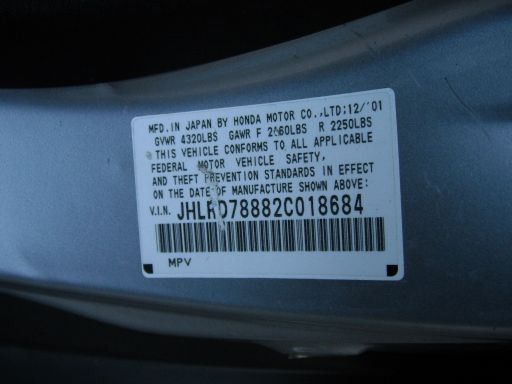 MFD. IN JAPAN BY HONDA MOTOR CO.,LTD;12/'01
GVWR 4320LBS GAWR F 2260LBS R 2250LBS
THIS VEHICLE CONFORMS TO ALL APPLICABLE
FEDERAL MOTOR VEHICLE SAFETY,
AND THEFT PREVENTION STANDARDS IN EFFECT
ON THE DATE OF MANUFACTURE SHOWN ABOVE:
V.I.N. JHLRD78882C018684
MPV